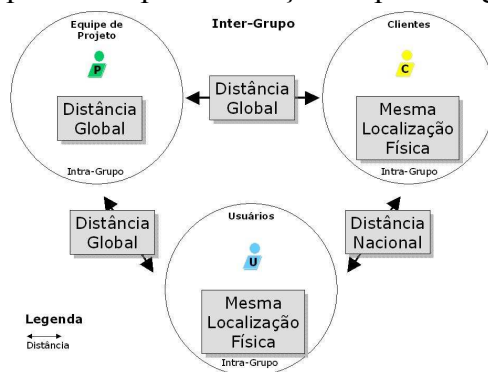 Equipe de
Projeto
Inter-Grupo
Clientes
P
C
Distância
Global
Distância
Global
Mesma
Localização
Física
Intra-Grupo
Intra-Grupo
Distância
Global
Usuários
Distância
Nacional
U
Mesma
Localização
Física
Legenda
Distância
Intra-Grupo